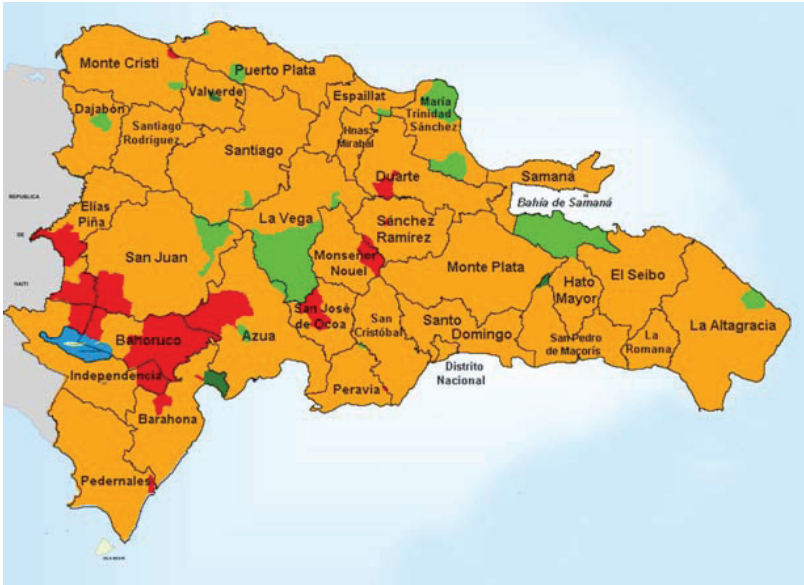 Monte Cristi
Puerto Plata
Valverde
Espaillat
María
Trinidad
Sánchez
Dajabón
Santiago
Rodríguez
Hnas.
Mirabal
Santiago
Duarte
Samaná
REPUBLICA
DE
HAITI
Elías
Piña
Bahía de Samaná
La Vega
Sánchez
Ramírez
San Juan
Monseñor
Nouel
Monte Plata
Hato
Mayor
El Seibo
San José
de Ocoa
San
Cristóbal
Santo
Domingo
La Altagracia
Bahoruco
Azua
San Pedro
de Macorís
La
Romana
Distrito
Nacional
Independencia
Peravia
Barahona
Pedernales